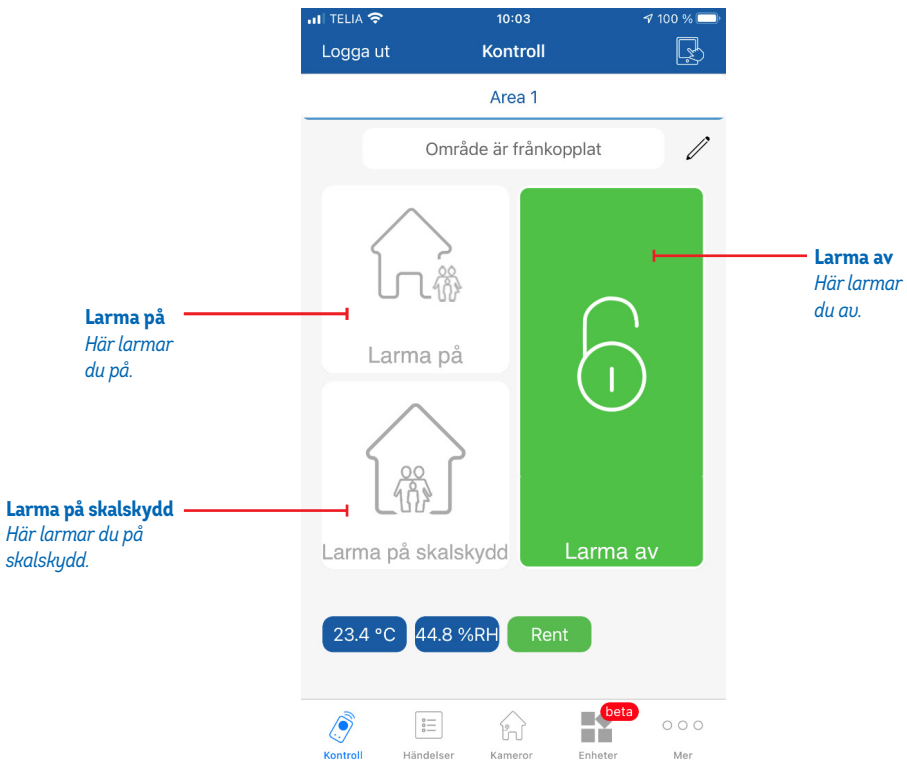 TELIA 10:03 100 %
Logga ut Kontroll
Area 1
Område är frånkopplat
Larma på
Här larmar
du på.
Larma på
Larma på skalskydd
Här larmar du på
skalskydd.
Larma på skalskydd
Larma av
Larma av
Här larmar
du av.
23.4 °C 44.8 %RH Rent
beta
Kontroll Händelser Kameror Enheter Mer